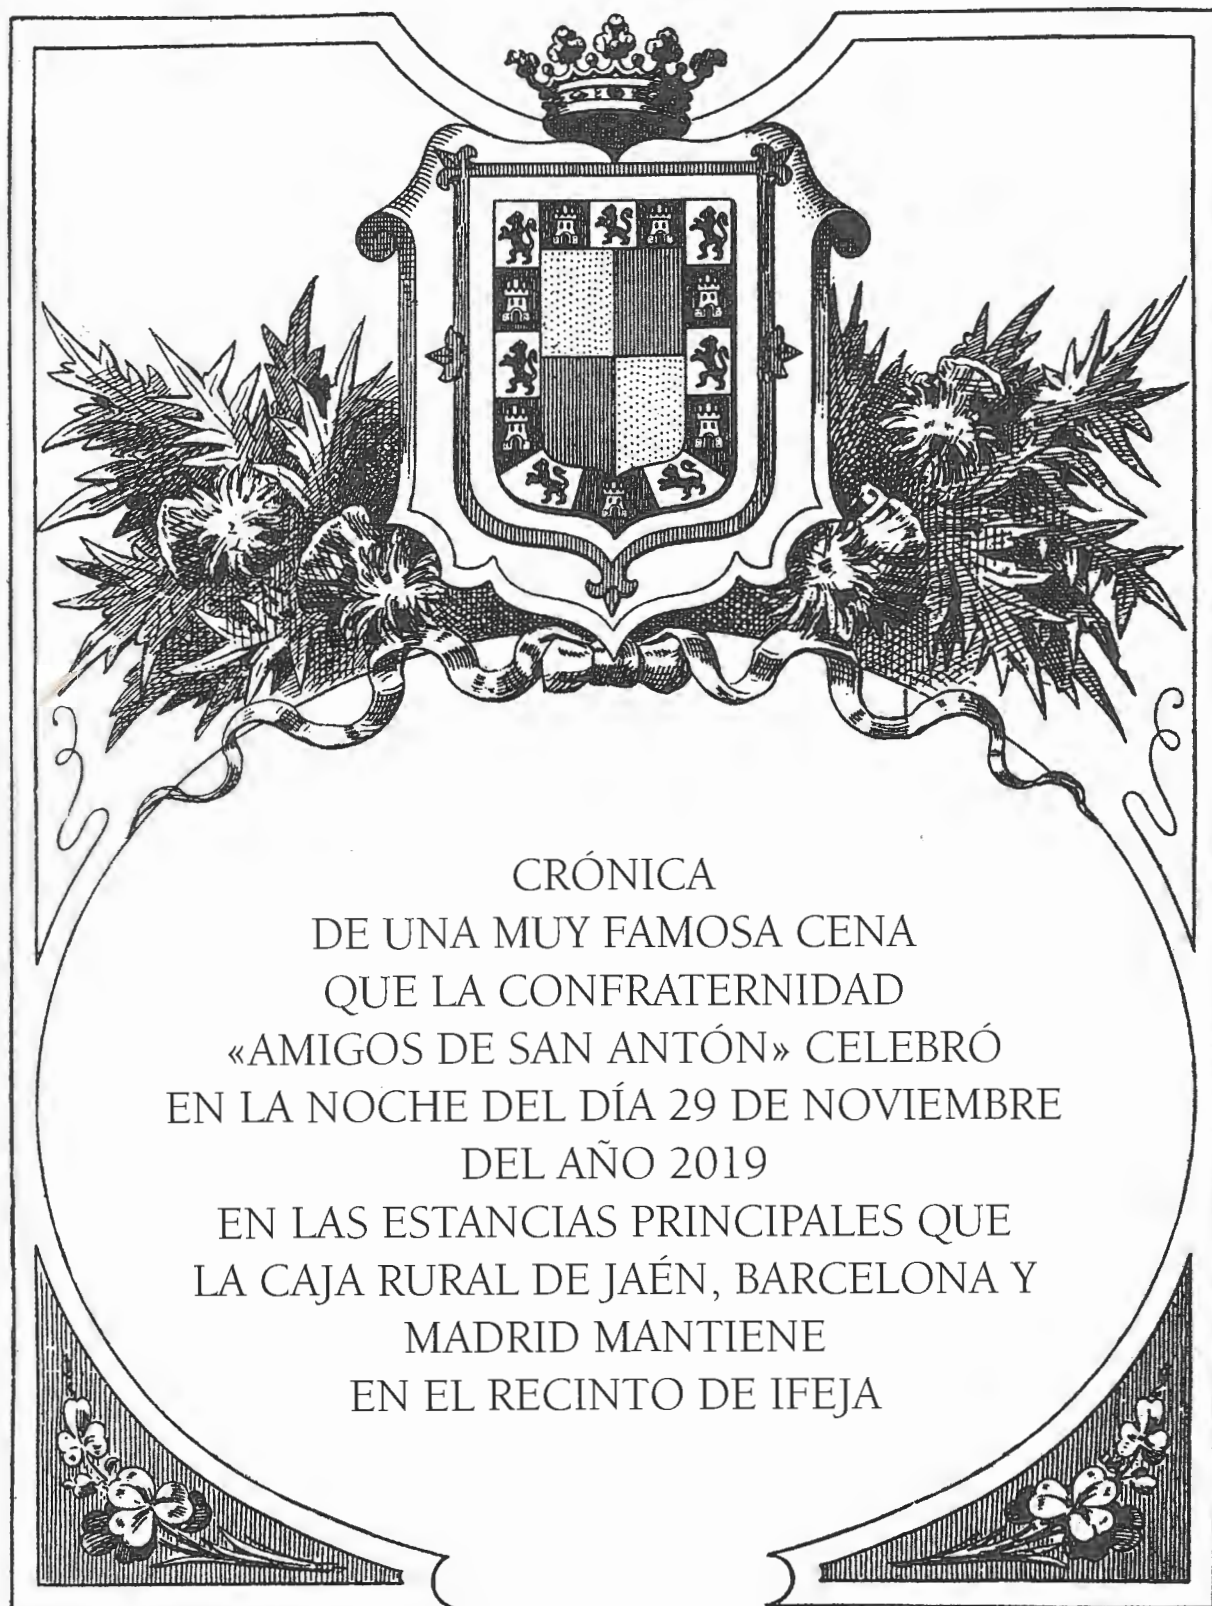 CRÓNICA
DE UNA MUY FAMOSA CENA
QUE LA CONFRATERNIDAD
«AMIGOS DE SAN ANTÓN» CELEBRÓ
EN LA NOCHE DEL DÍA 29 DE NOVIEMBRE
DEL AÑO 2019
EN LAS ESTANCIAS PRINCIPALES QUE
LA CAJA RURAL DE JAÉN, BARCELONA Y
MADRID MANTIENE
EN EL RECINTO DE IFEJA